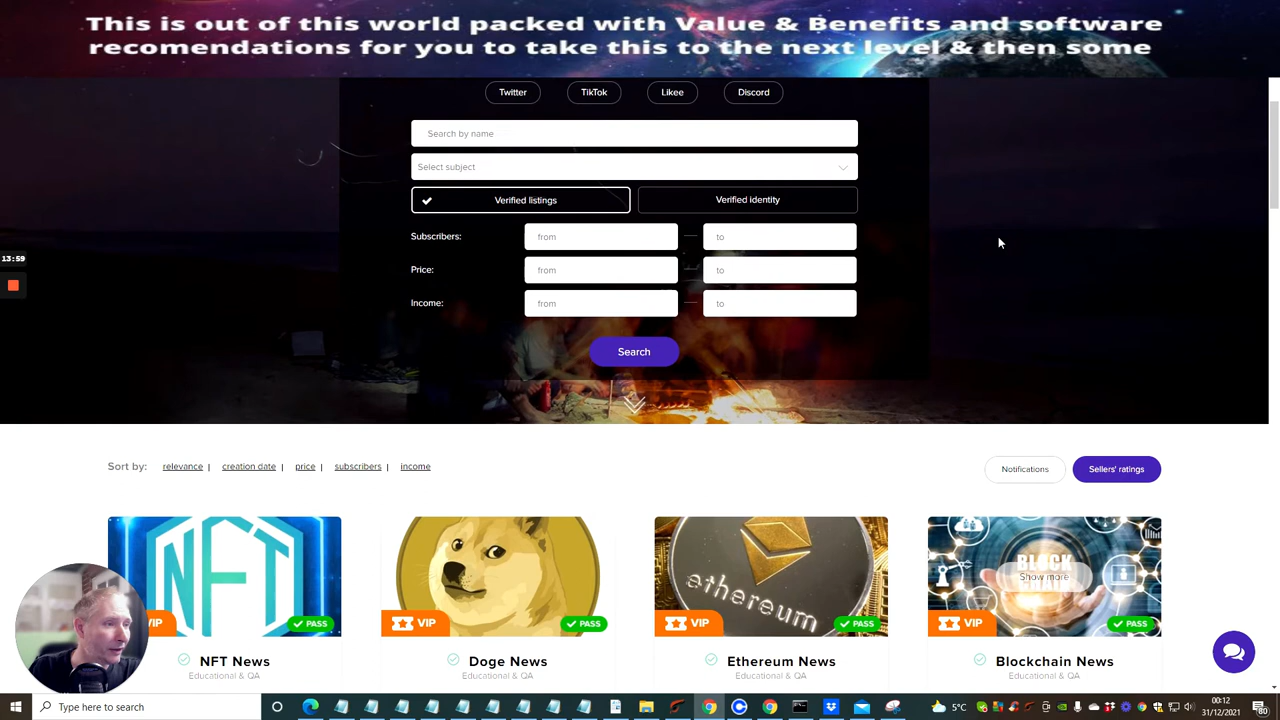 This is out of this world packed with Value & Benefits and software
recomendations for you to take this to the next level & then some
Twitter TikTok Likee Discord
Search by name
Select subject
Verified listings Verified identity
Subscribers: from to
Price: from to
Income: from to
Search
13:59
Sort by: relevance | creation date | price | subscribers | income
Notifications Sellers' ratings
NFT
ethereum
BLOCK
Show more
VIP PASS VIP PASS VIP PASS VIP PASS
NFT News Doge News Ethereum News Blockchain News
Educational & QA Educational & QA Educational & QA Educational & QA
Type here to search
5°C
00:12
31/12/2021
60